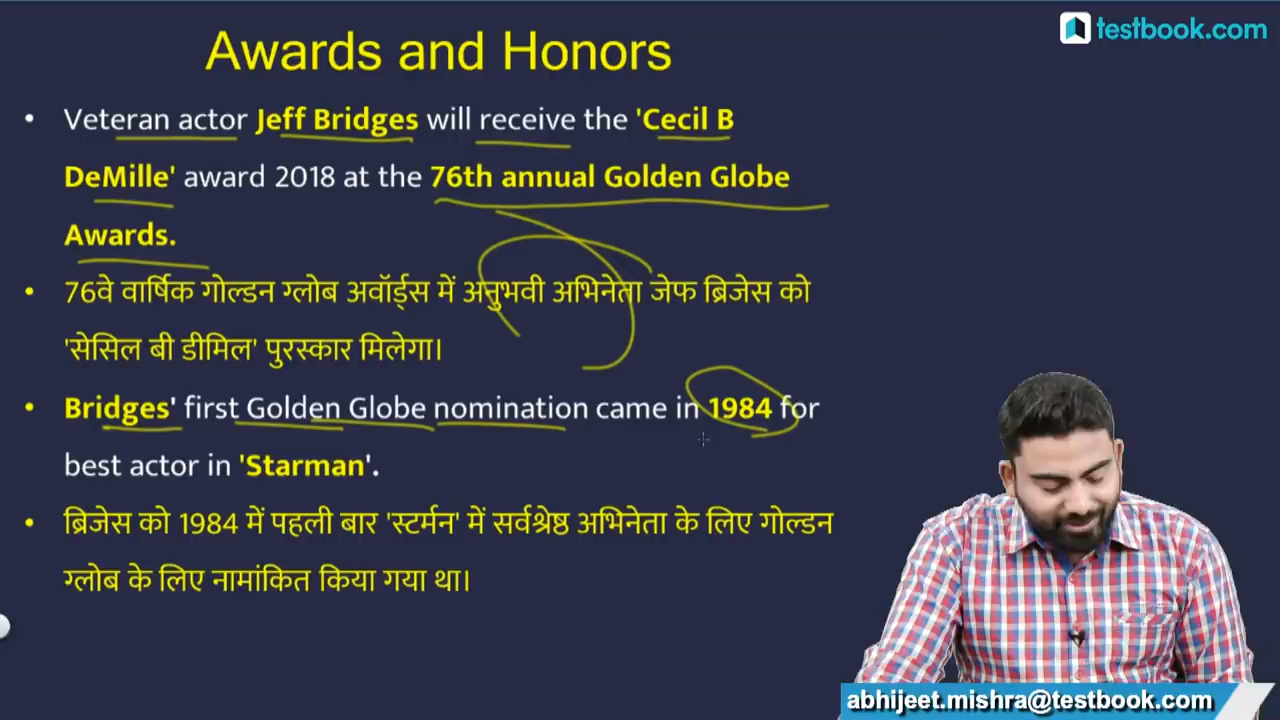 testbook.com
Awards and Honors
• Veteran actor Jeff Bridges will receive the 'Cecil B
DeMille' award 2018 at the 76th annual Golden Globe
Awards.
• 76वे वार्षिक गोल्डन ग्लोब अवॉर्ड्स में अनुभवी अभिनेता जेफ ब्रिजेस को
'सेसिल बी डीमिल' पुरस्कार मिलेगा।
• Bridges' first Golden Globe nomination came in 1984 for
best actor in 'Starman'.
• ब्रिजेस को 1984 में पहली बार 'स्टर्मन' में सर्वश्रेष्ठ अभिनेता के लिए गोल्डन
ग्लोब के लिए नामांकित किया गया था।
abhijeet.mishra@testbook.com